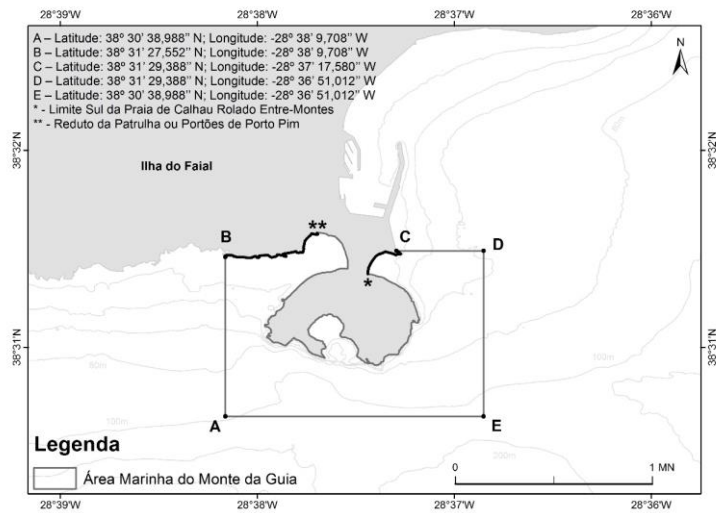 28° 39'W
28° 38'W
28° 37'W
28° 36'W
A – Latitude: 38º 30' 38,988'' N; Longitude: -28º 38' 9,708'' W
B – Latitude: 38º 31' 27,552'' N; Longitude: -28º 38' 9,708'' W
C – Latitude: 38º 31' 29,388'' N; Longitude: -28º 37' 17,580'' W
D – Latitude: 38º 31' 29,388'' N; Longitude: -28º 36' 51,012'' W
E – Latitude: 38º 30' 38,988'' N; Longitude: -28º 36' 51,012'' W
* - Limite Sul da Praia de Calhau Rolado Entre-Montes
** - Reduto da Patrulha ou Portões de Porto Pim
N
38° 32'N
38° 32'N
Ilha do Faial
B
**
C
D
*
38° 31'N
38° 31'N
50m
50m
100m
100m
A
E
200m
Legenda
Área Marinha do Monte da Guia
0
1 MN
28° 39'W
28° 38'W
28° 37'W
28° 36'W